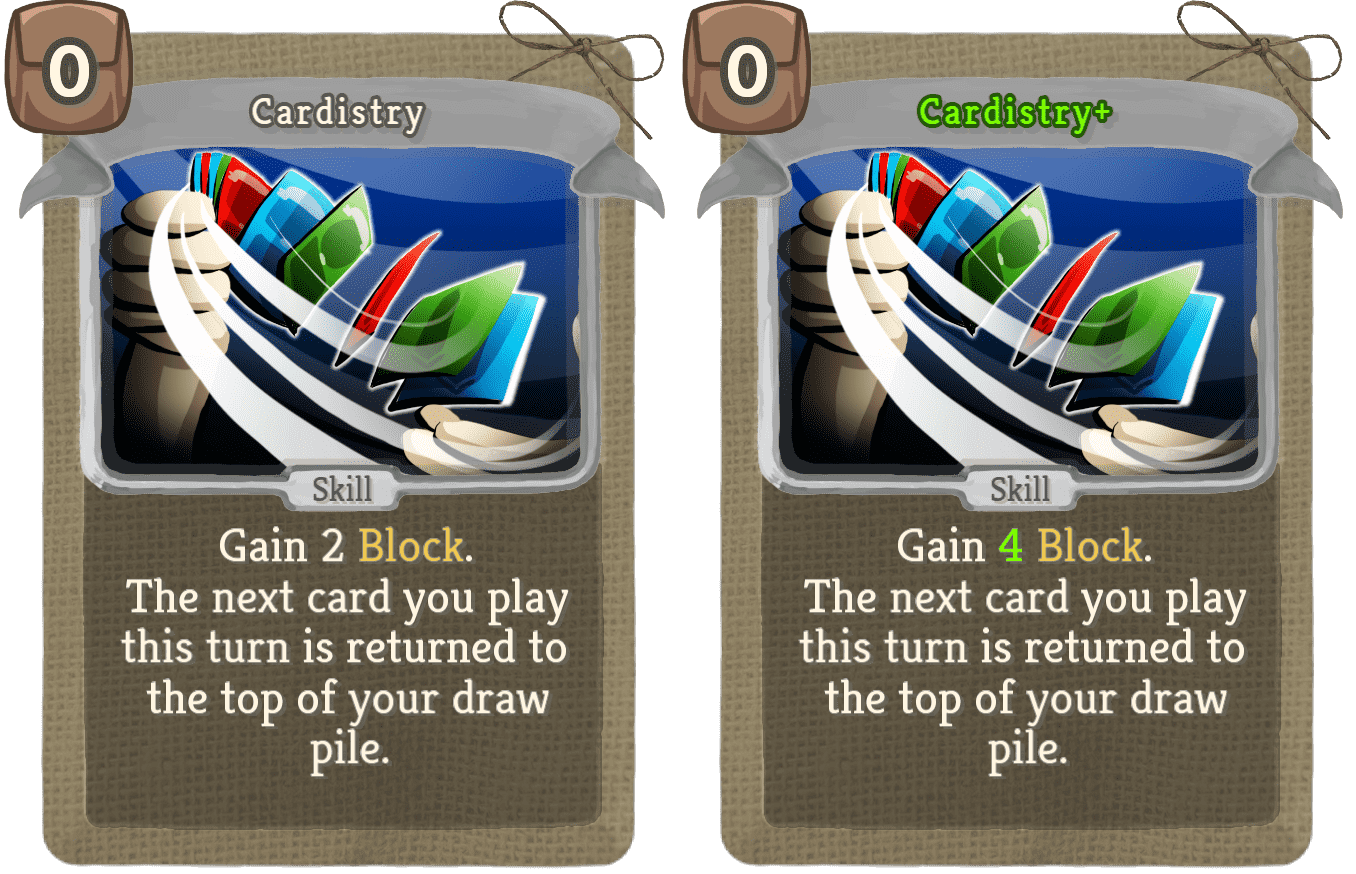 0
Cardistry
Skill
Gain 2 Block.
The next card you play
this turn is returned to
the top of your draw
pile.
0
Cardistry+
Skill
Gain 4 Block.
The next card you play
this turn is returned to
the top of your draw
pile.